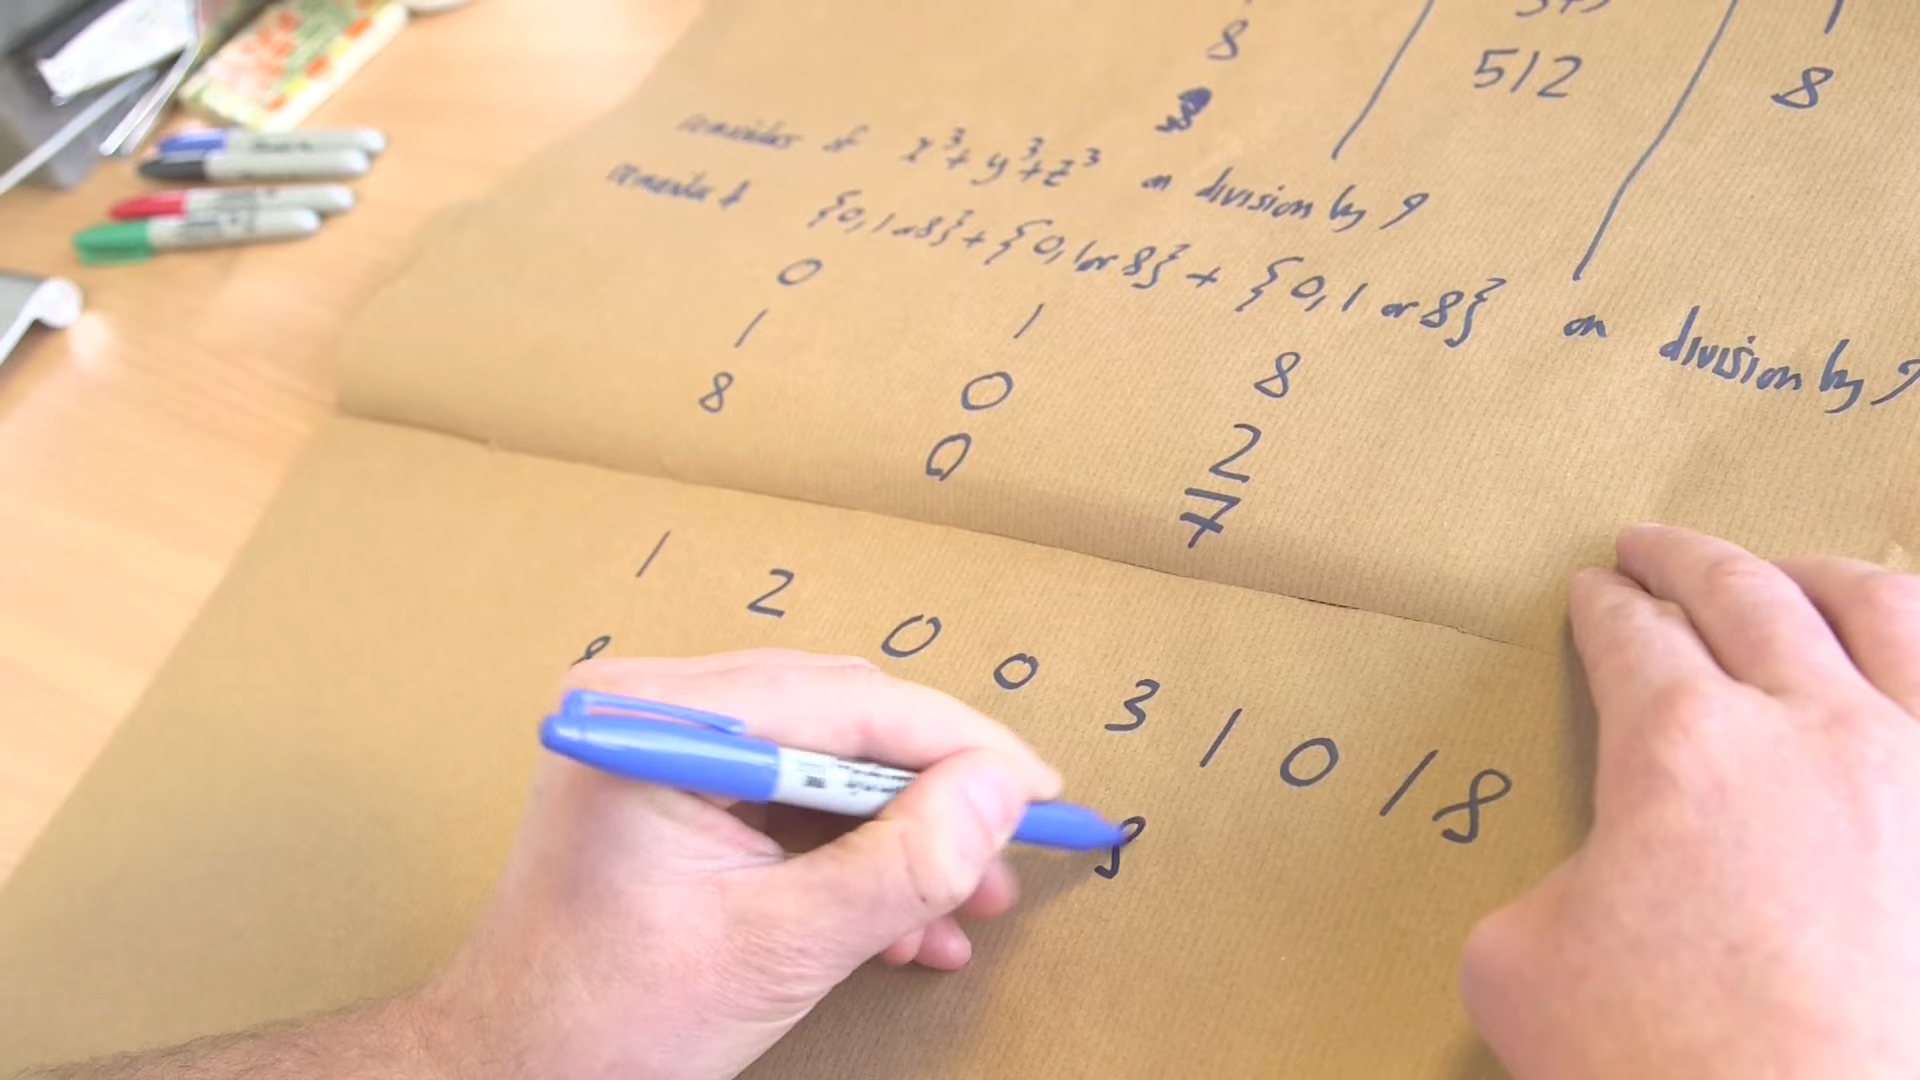 8
512
8
remainder of x³+y³+z³ on division by 9
remainder of {0,1 or 8}+{0,1 or 8}+{0,1 or 8} on division by 9
0
1 1
8 0 8
0 2
7
1 2 0 0 3 1 0 1 8
8 8